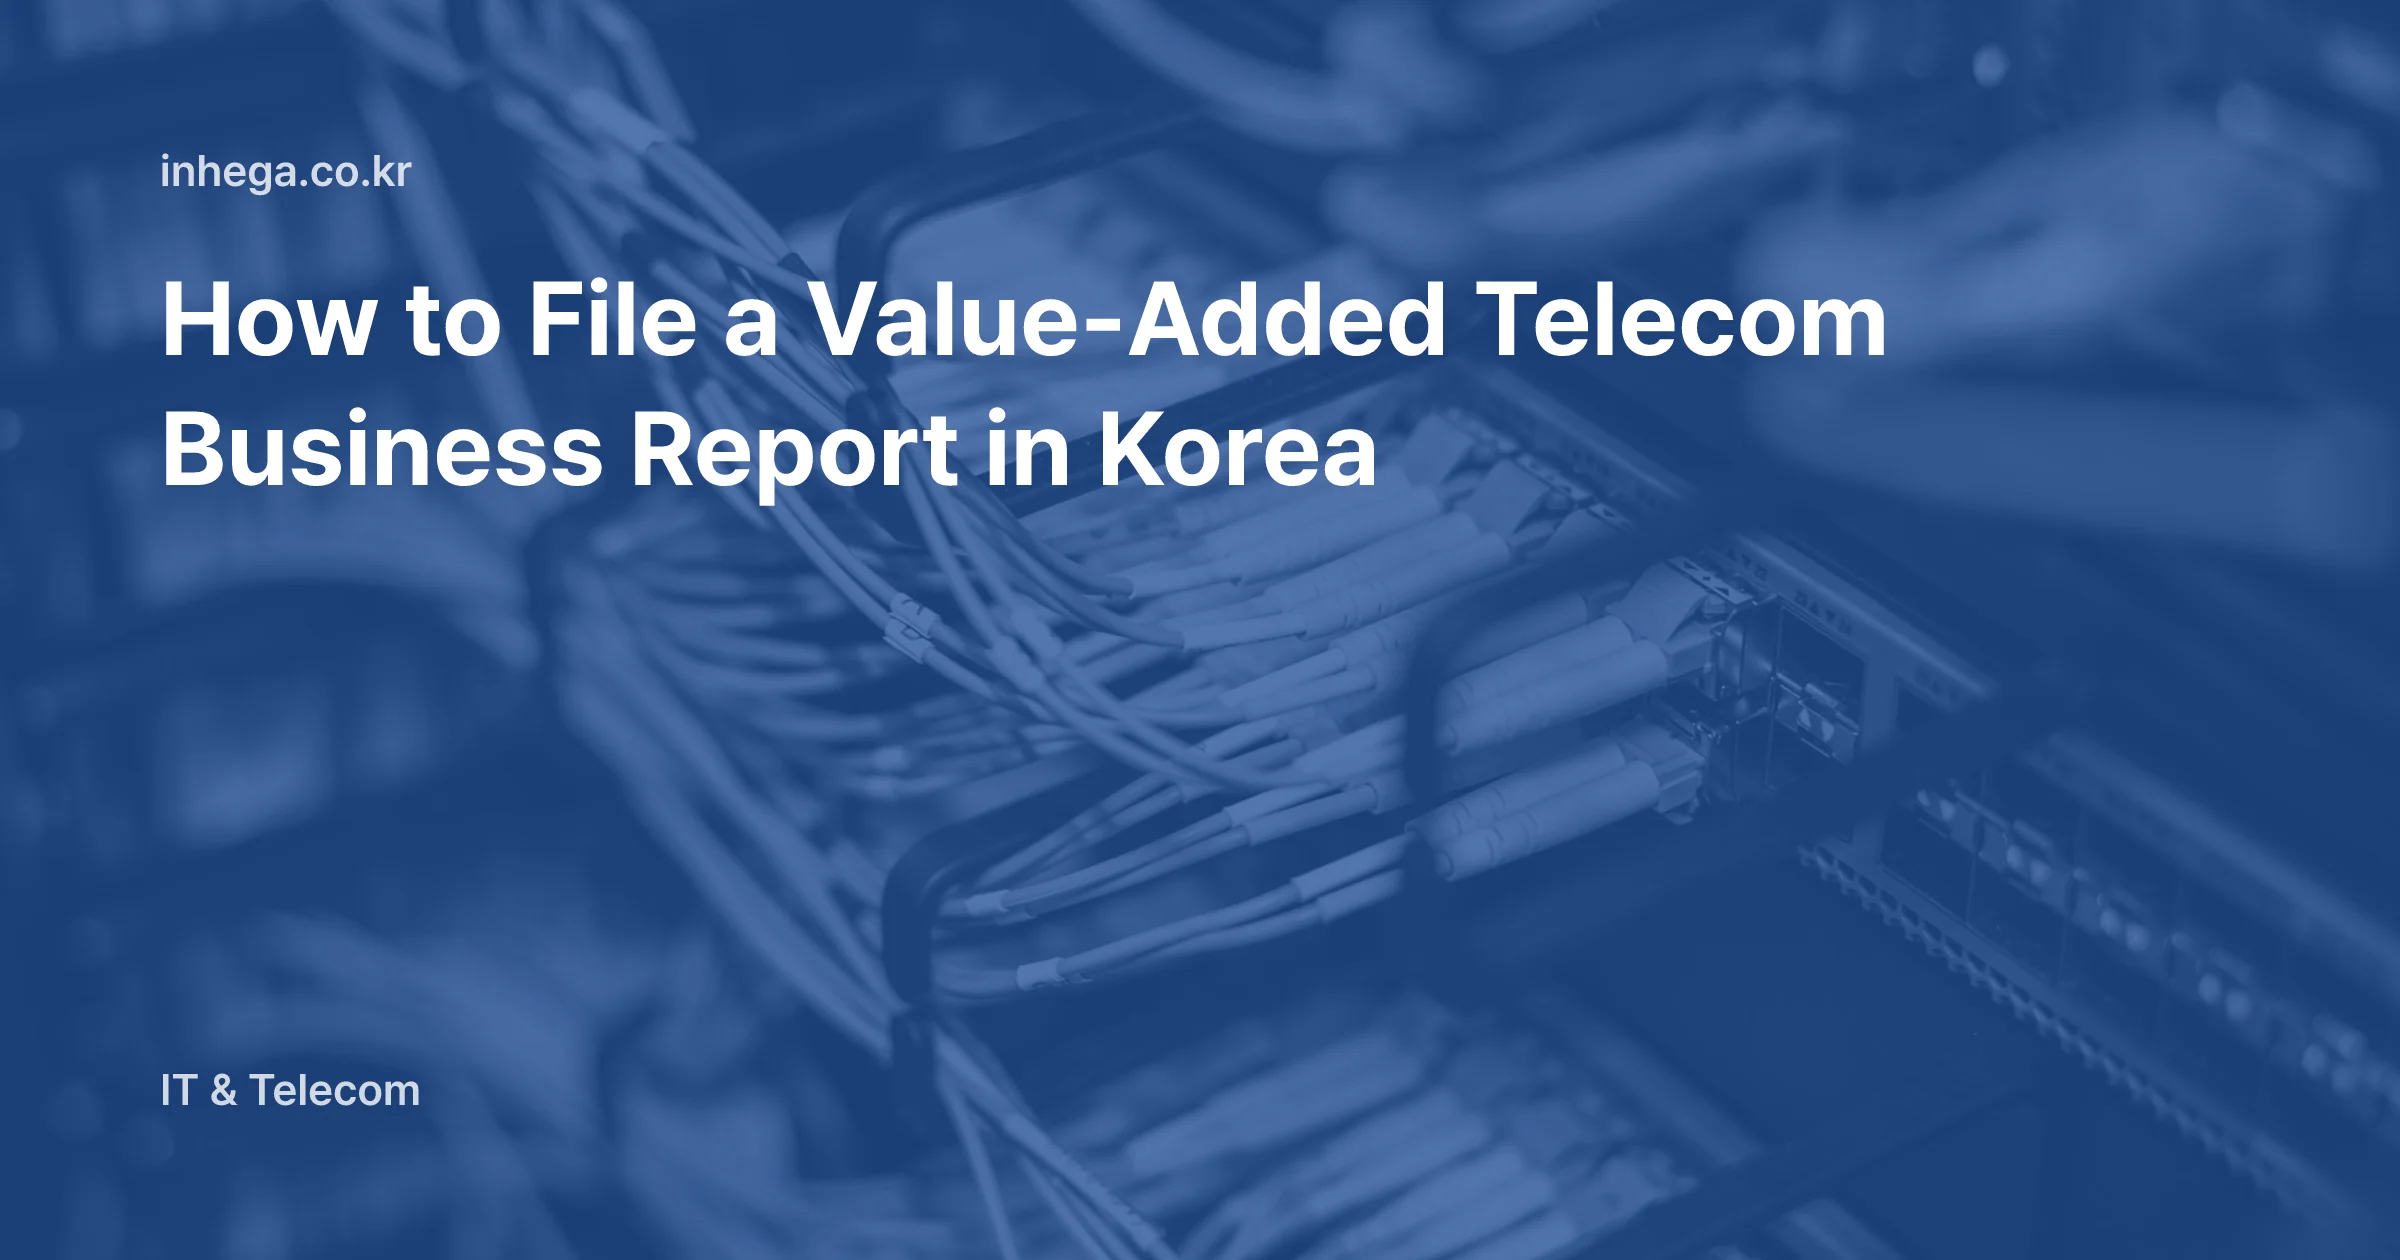 inhega.co.kr
How to File a Value-Added Telecom
Business Report in Korea
IT & Telecom